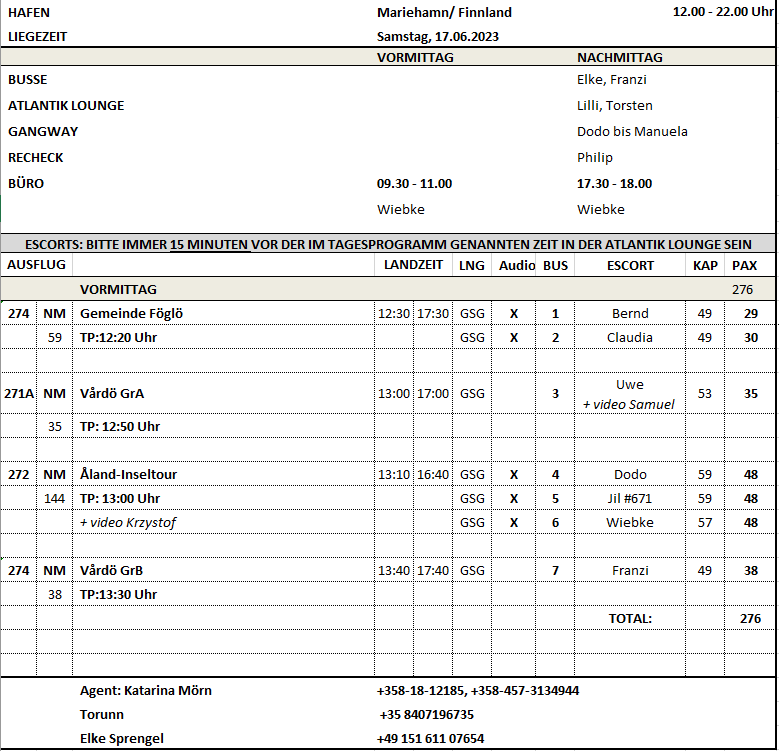 HAFEN Mariehamn/ Finnland 12.00 - 22.00 Uhr
LIEGEZEIT Samstag, 17.06.2023
VORMITTAG NACHMITTAG
BUSSE Elke, Franzi
ATLANTIK LOUNGE Lilli, Torsten
GANGWAY Dodo bis Manuela
RECHECK Philip
BÜRO 09.30 - 11.00 17.30 - 18.00
Wiebke Wiebke
ESCORTS: BITTE IMMER 15 MINUTEN VOR DER IM TAGESPROGRAMM GENANNTEN ZEIT IN DER ATLANTIK LOUNGE SEIN
AUSFLUG LANDZEIT LNG Audio BUS ESCORT KAP PAX
VORMITTAG 276
274 NM Gemeinde Föglö 12:30 17:30 GSG X 1 Bernd 49 29
59 TP:12:20 Uhr GSG X 2 Claudia 49 30
271A NM Vårdö GrA 13:00 17:00 GSG 3 Uwe 53 35
+ video Samuel
35 TP: 12:50 Uhr
272 NM Åland-Inseltour 13:10 16:40 GSG X 4 Dodo 59 48
144 TP: 13:00 Uhr GSG X 5 Jil #671 59 48
+ video Krzystof GSG X 6 Wiebke 57 48
274 NM Vårdö GrB 13:40 17:40 GSG 7 Franzi 49 38
38 TP:13:30 Uhr
TOTAL: 276
Agent: Katarina Mörn +358-18-12185, +358-457-3134944
Torunn +35 8407196735
Elke Sprengel +49 151 611 07654